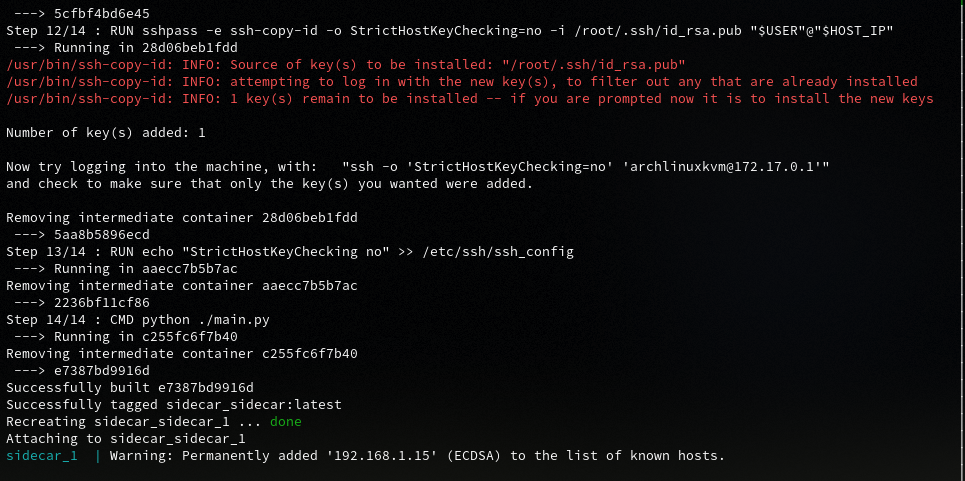 ---> 5cfbf4bd6e45
Step 12/14 : RUN sshpass -e ssh-copy-id -o StrictHostKeyChecking=no -i /root/.ssh/id_rsa.pub "$USER"@"$HOST_IP"
---> Running in 28d06beb1fdd
/usr/bin/ssh-copy-id: INFO: Source of key(s) to be installed: "/root/.ssh/id_rsa.pub"
/usr/bin/ssh-copy-id: INFO: attempting to log in with the new key(s), to filter out any that are already installed
/usr/bin/ssh-copy-id: INFO: 1 key(s) remain to be installed -- if you are prompted now it is to install the new keys
Number of key(s) added: 1
Now try logging into the machine, with:   "ssh -o 'StrictHostKeyChecking=no' 'archlinuxkvm@172.17.0.1'"
and check to make sure that only the key(s) you wanted were added.
Removing intermediate container 28d06beb1fdd
---> 5aa8b5896ecd
Step 13/14 : RUN echo "StrictHostKeyChecking no" >> /etc/ssh/ssh_config
---> Running in aaecc7b5b7ac
Removing intermediate container aaecc7b5b7ac
---> 2236bf11cf86
Step 14/14 : CMD python ./main.py
---> Running in c255fc6f7b40
Removing intermediate container c255fc6f7b40
---> e7387bd9916d
Successfully built e7387bd9916d
Successfully tagged sidecar_sidecar:latest
Recreating sidecar_sidecar_1 ... done
Attaching to sidecar_sidecar_1
sidecar_1  | Warning: Permanently added '192.168.1.15' (ECDSA) to the list of known hosts.